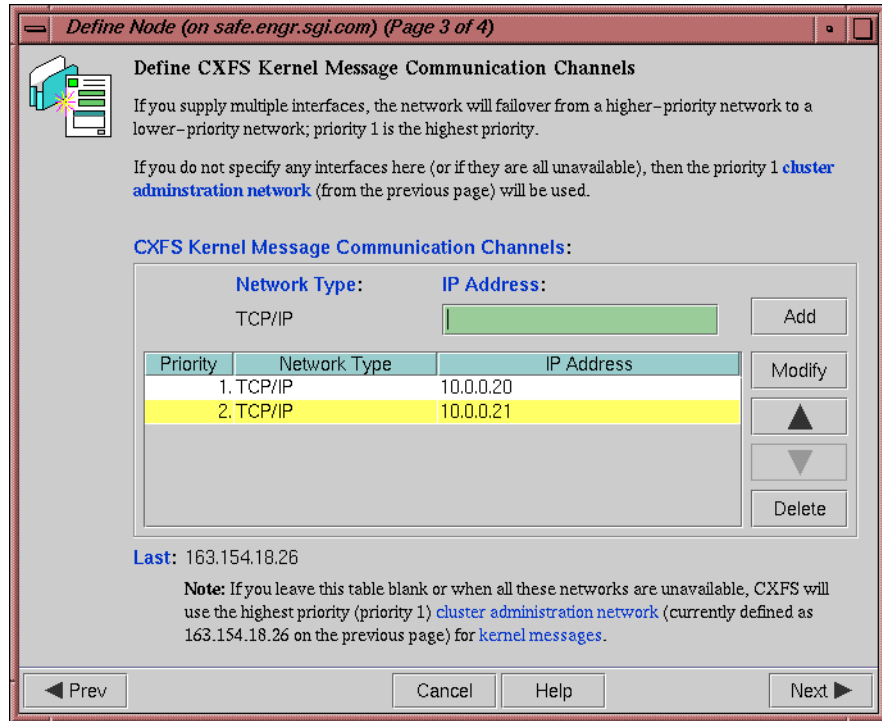 Define Node (on safe.engr.sgi.com) (Page 3 of 4)
Define CXFS Kernel Message Communication Channels
If you supply multiple interfaces, the network will failover from a higher-priority network to a
lower-priority network; priority 1 is the highest priority.
If you do not specify any interfaces here (or if they are all unavailable), then the priority 1 cluster
adminstration network (from the previous page) will be used.
CXFS Kernel Message Communication Channels:
Network Type: IP Address:
TCP/IP Add
Priority Network Type IP Address
1. TCP/IP 10.0.0.20
2. TCP/IP 10.0.0.21
Modify
Delete
Last: 163.154.18.26
Note: If you leave this table blank or when all these networks are unavailable, CXFS will
use the highest priority (priority 1) cluster administration network (currently defined as
163.154.18.26 on the previous page) for kernel messages.
Prev Cancel Help Next